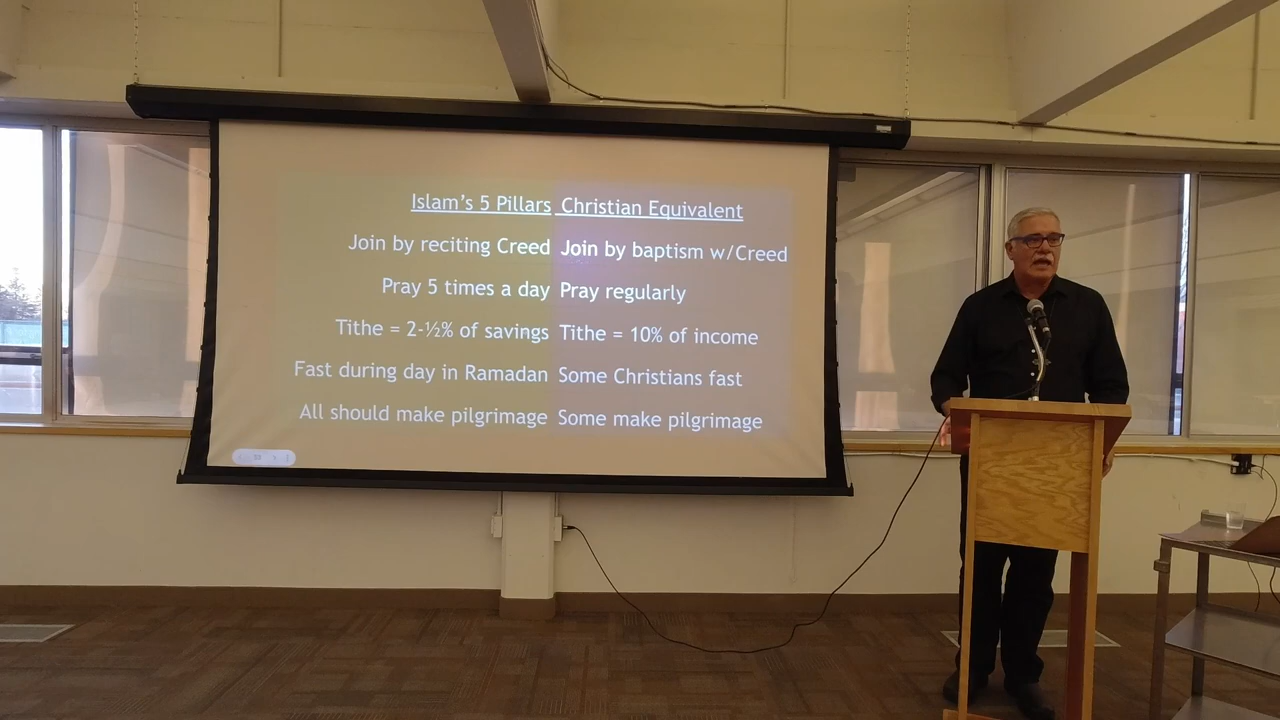 Islam's 5 Pillars Christian Equivalent
Join by reciting Creed Join by baptism w/Creed
Pray 5 times a day Pray regularly
Tithe = 2-½% of savings Tithe = 10% of income
Fast during day in Ramadan Some Christians fast
All should make pilgrimage Some make pilgrimage